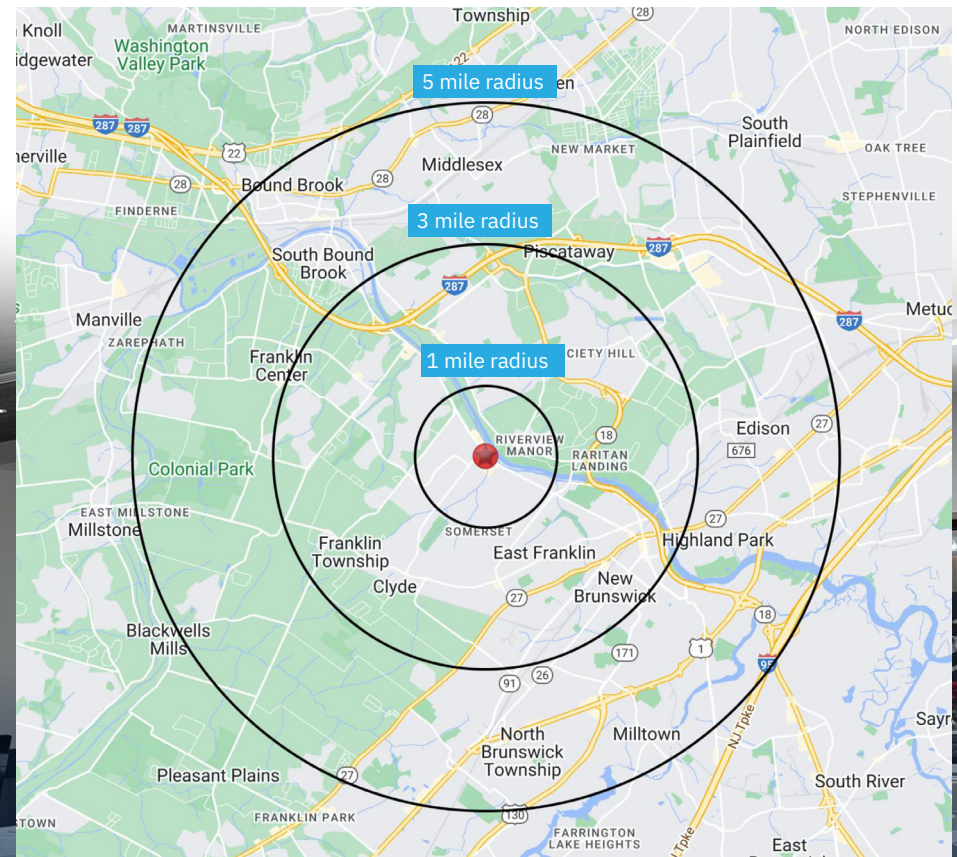 Township
28
Knoll
MARTINSVILLE
NORTH EDISON
Washington
Valley Park
idgewater
22
5 mile radius
en
28
287
287
South
Plainfield
22
Middlesex
NEW MARKET
OAK TREE
nerville
28
28
Bound Brook
STEPHENVILLE
FINDERNE
3 mile radius
287
Piscataway
South Bound
Brook
287
Metuc
Manville
287
ZAREPHATH
Franklin
Center
1 mile radius
CIETY HILL
27
Edison
18
RIVERVIEW
MANOR
676
RARITAN
LANDING
Colonial Park
EAST MILLSTONE
Millstone
27
SOMERSET
Highland Park
Franklin
Township
East Franklin
Clyde
New
Brunswick
27
18
Blackwells
Mills
1
171
95
26
91
NJ Tpke
Sayr
North
Brunswick
Township
Milltown
Pleasant Plains
27
South River
FRANKLIN PARK
130
STOWN
FARRINGTON
LAKE HEIGHTS
Tpke
East